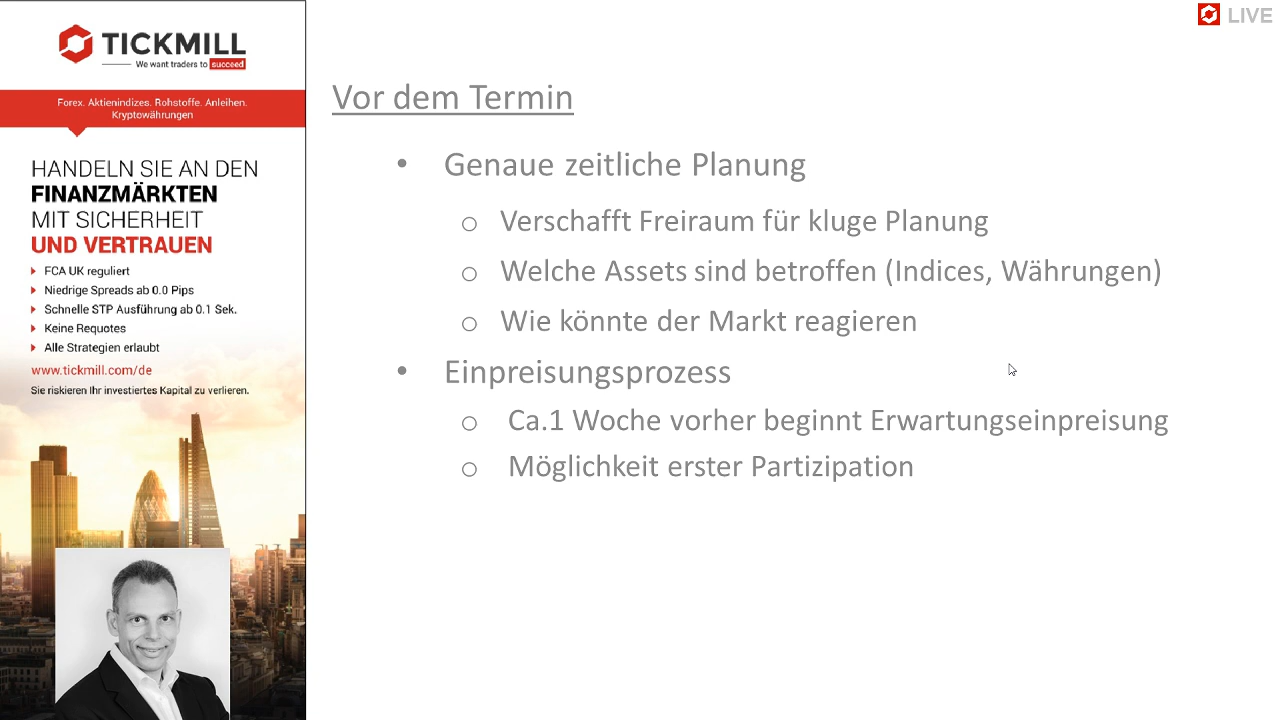 TICKMILL
We want traders to succeed
Forex. Aktienindizes. Rohstoffe. Anleihen.
Kryptowährungen
HANDELN SIE AN DEN
FINANZMÄRKTEN
MIT SICHERHEIT
UND VERTRAUEN
FCA UK reguliert
Niedrige Spreads ab 0.0 Pips
Schnelle STP Ausführung ab 0.1 Sek.
Keine Requotes
Alle Strategien erlaubt
www.tickmill.com/de
Sie riskieren Ihr investiertes Kapital zu verlieren.
LIVE
Vor dem Termin
• Genaue zeitliche Planung
o Verschafft Freiraum für kluge Planung
o Welche Assets sind betroffen (Indices, Währungen)
o Wie könnte der Markt reagieren
• Einpreisungsprozess
o Ca.1 Woche vorher beginnt Erwartungseinpreisung
o Möglichkeit erster Partizipation